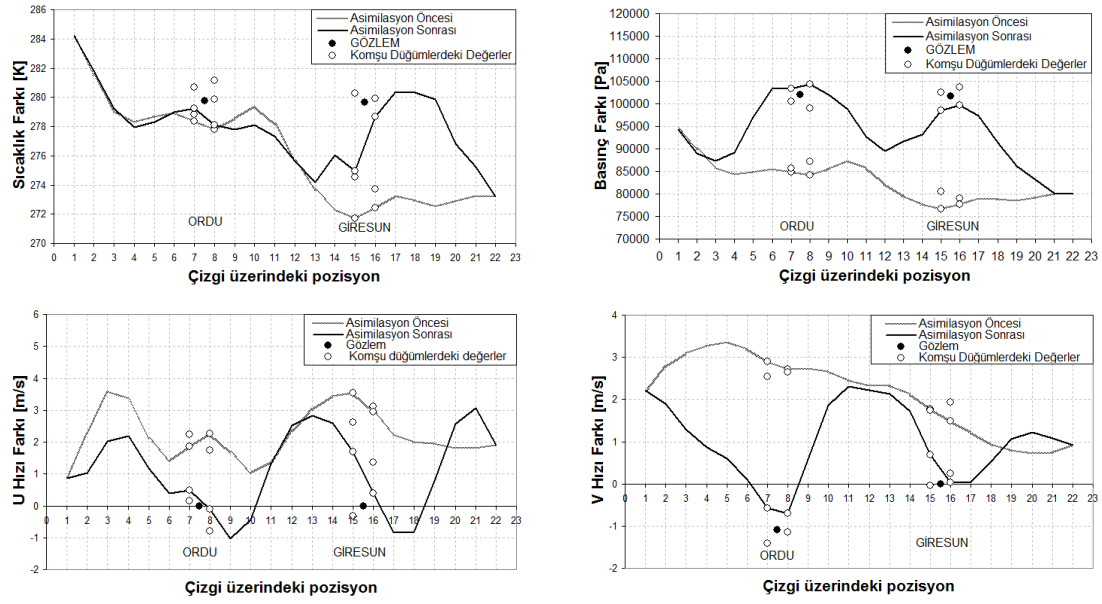 Sıcaklık Farkı [K]
286
284
282
280
278
276
274
272
270
Asimilasyon Öncesi
Asimilasyon Sonrası
GÖZLEM
Komşu Düğümlerdeki Değerler
ORDU
GİRESUN
0 1 2 3 4 5 6 7 8 9 10 11 12 13 14 15 16 17 18 19 20 21 22 23
Çizgi üzerindeki pozisyon
Basınç Farkı [Pa]
120000
115000
110000
105000
100000
95000
90000
85000
80000
75000
70000
Asimilasyon Öncesi
Asimilasyon Sonrası
GÖZLEM
Komşu Düğümlerdeki Değerler
ORDU
GİRESUN
0 1 2 3 4 5 6 7 8 9 10 11 12 13 14 15 16 17 18 19 20 21 22 23
Çizgi üzerindeki pozisyon
U Hızı Farkı [m/s]
6
5
4
3
2
1
0
-1
-2
Asimilasyon Öncesi
Asimilasyon Sonrası
Gözlem
Komşu düğümlerdeki değerler
0 1 2 3 4 5 6 7 8 9 10 11 12 13 14 15 16 17 18 19 20 21 22 23
ORDU
GİRESUN
Çizgi üzerindeki pozisyon
V Hızı Farkı [m/s]
4
3
2
1
0
-1
-2
Asimilasyon Öncesi
Asimilasyon Sonrası
Gözlem
Komşu Düğümlerdeki Değerler
0 1 2 3 4 5 6 7 8 9 10 11 12 13 14 15 16 17 18 19 20 21 22 23
ORDU
GİRESUN
Çizgi üzerindeki pozisyon